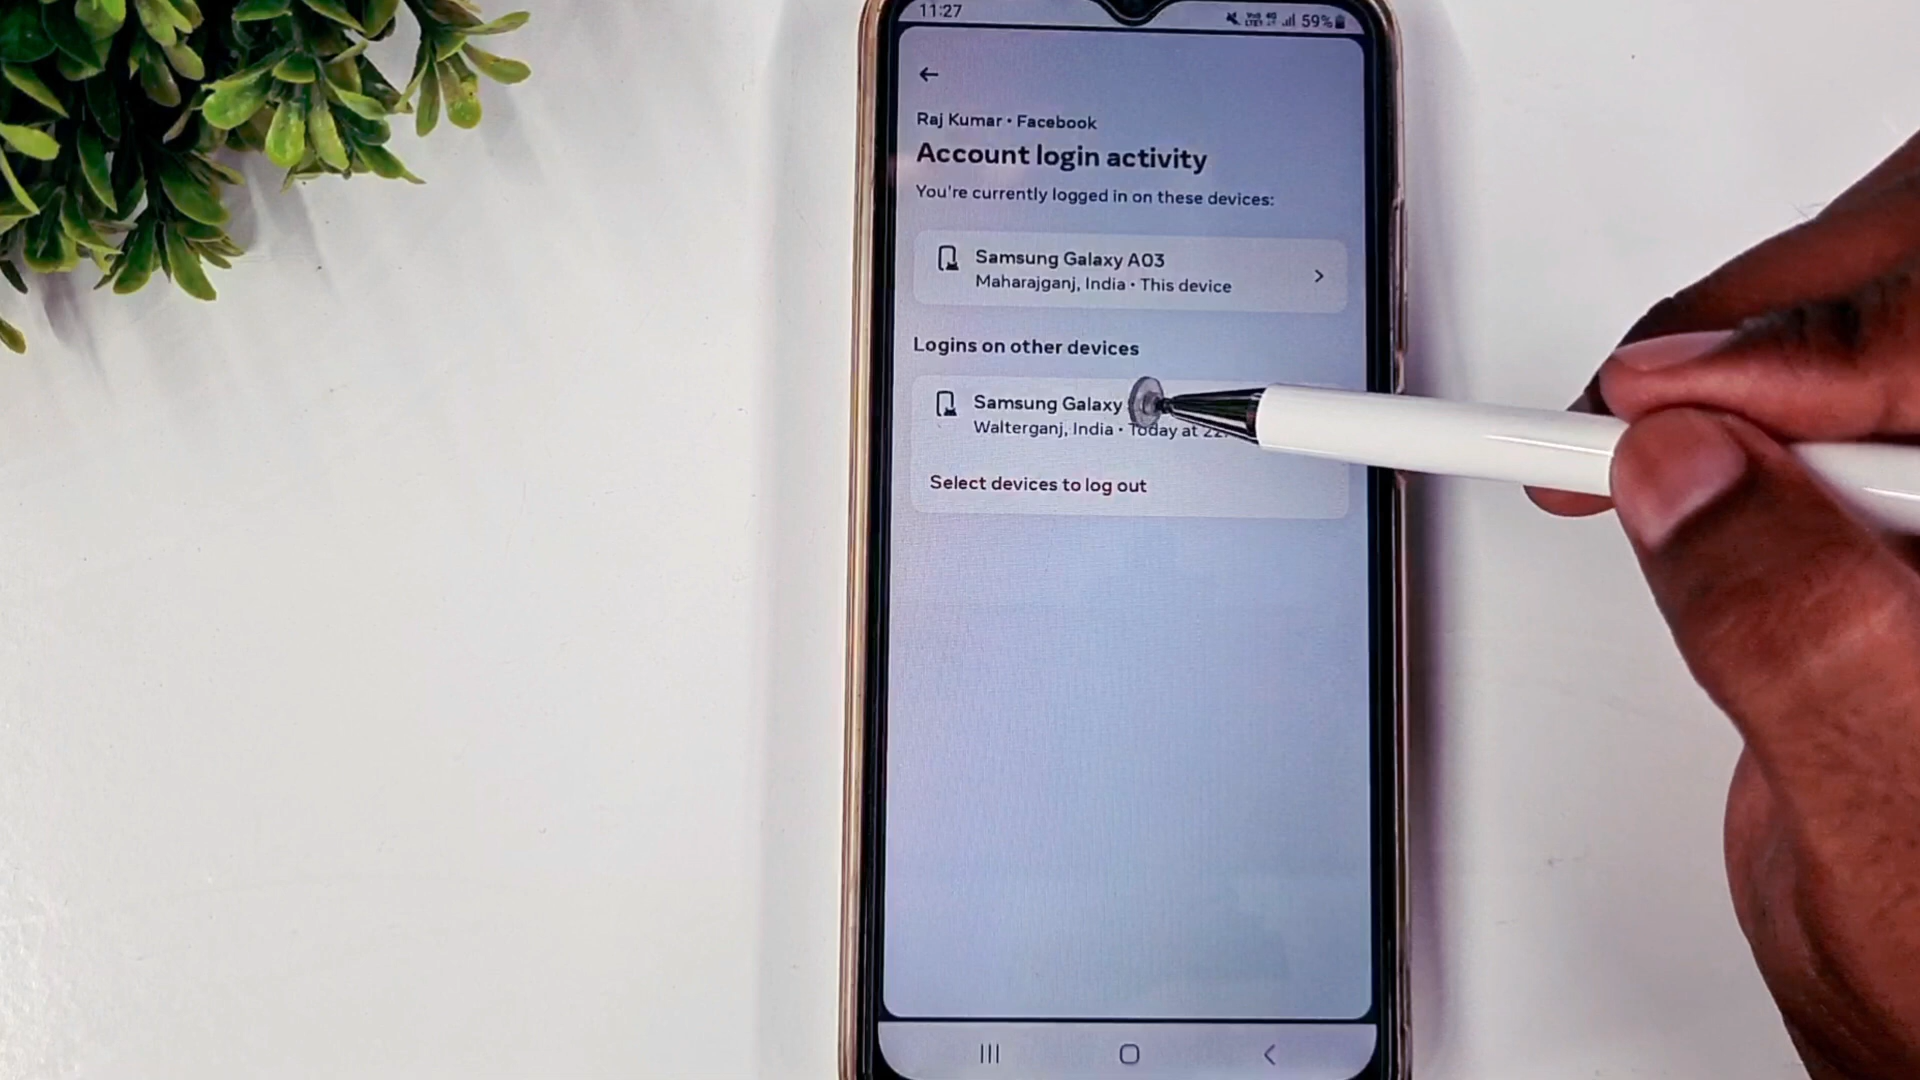 11:27
59%
Raj Kumar • Facebook
Account login activity
You're currently logged in on these devices:
Samsung Galaxy A03
Maharajganj, India • This device
Logins on other devices
Samsung Galaxy
Walterganj, India • Today at
Select devices to log out